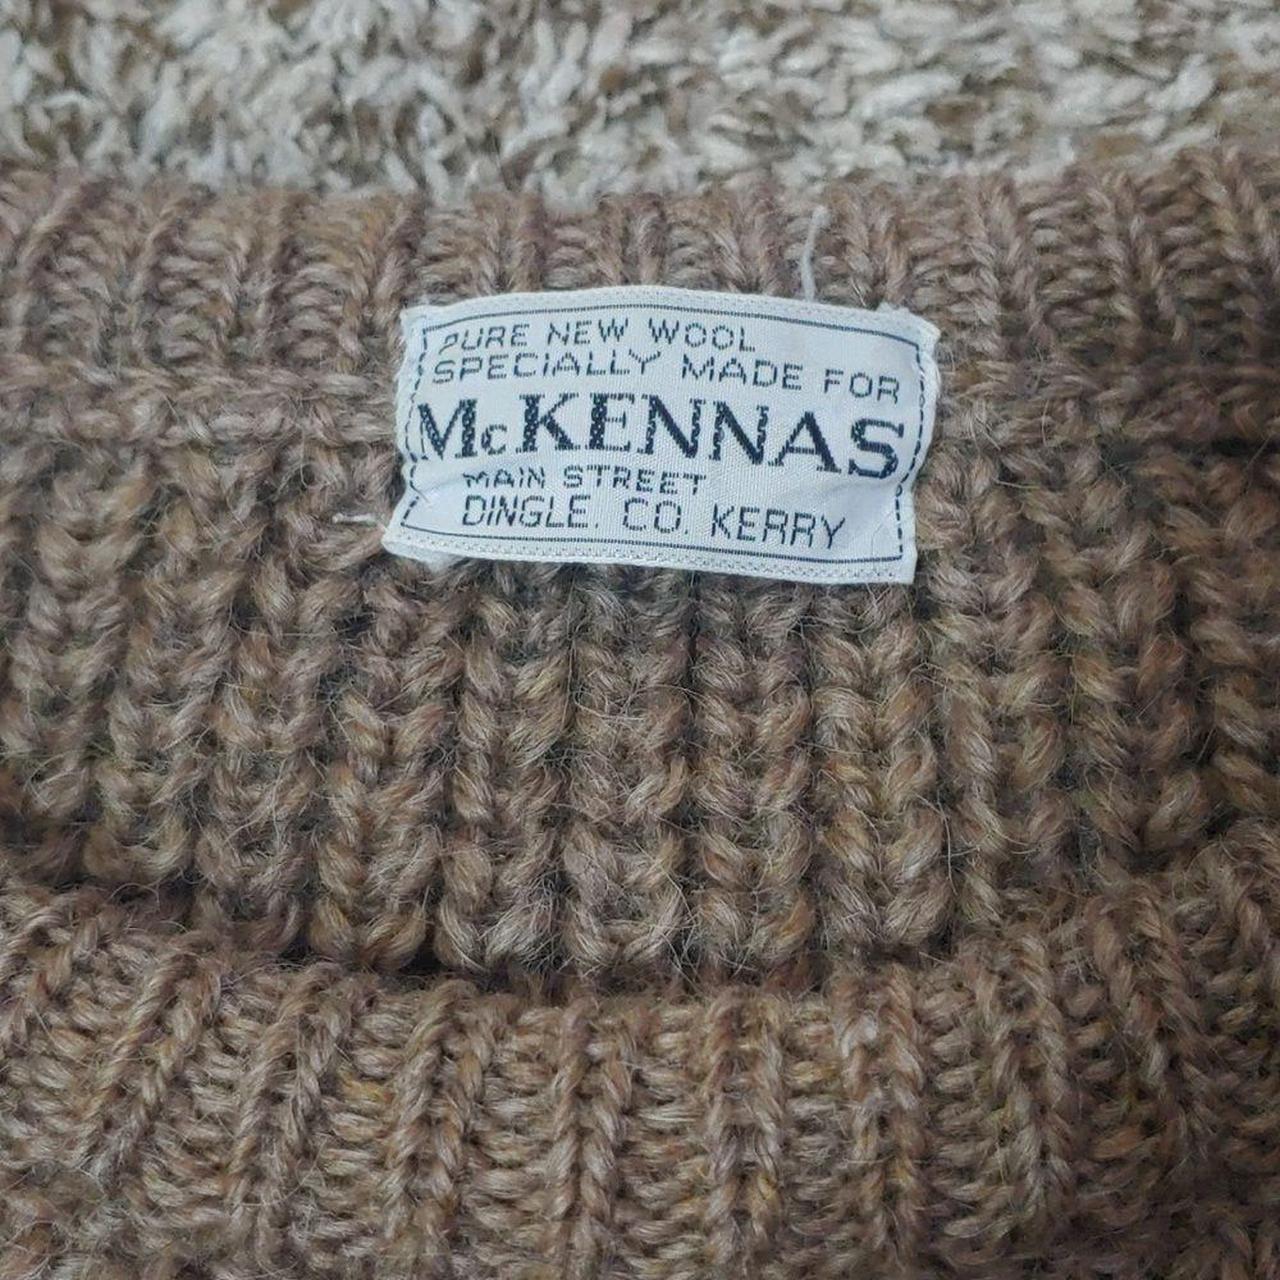 PURE NEW WOOL
SPECIALLY MADE FOR
McKENNAS
MAIN STREET
DINGLE. CO. KERRY